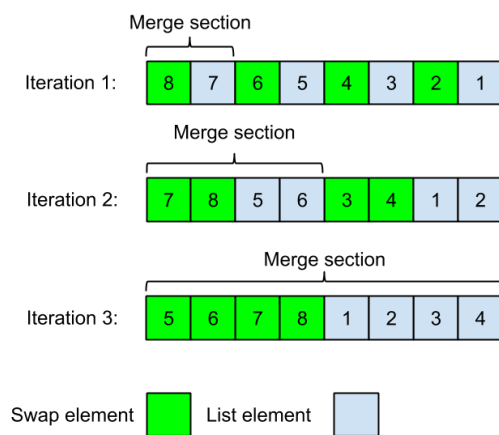 Merge section
Iteration 1: 8 7 6 5 4 3 2 1
Merge section
Iteration 2: 7 8 5 6 3 4 1 2
Merge section
Iteration 3: 5 6 7 8 1 2 3 4
Swap element List element